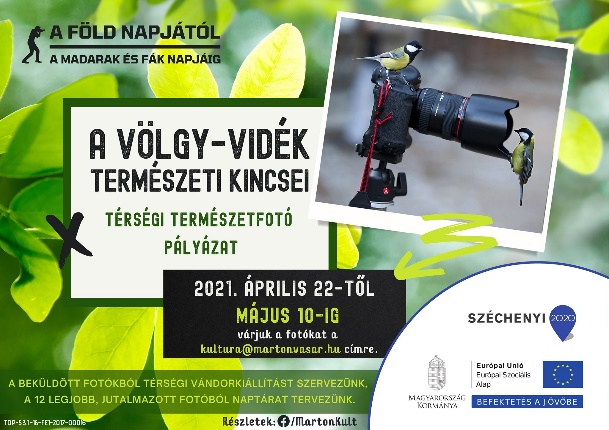 A FÖLD NAPJÁTÓL
A MADARAK ÉS FÁK NAPJÁIG
A VÖLGY-VIDÉK
TERMÉSZETI KINCSEI
TÉRSÉGI TERMÉSZETFOTÓ
PÁLYÁZAT
2021. ÁPRILIS 22-TŐL
MÁJUS 10-IG
várjuk a fotókat a
kultura@martonvasar.hu címre.
SZÉCHENYI 2020
MAGYARORSZÁG
KORMÁNYA
Európai Unió
Európai Szociális
Alap
BEFEKTETÉS A JÖVŐBE
A BEKÜLDÖTT FOTÓKBÓL TÉRSÉGI VÁNDORKIÁLLÍTÁST SZERVEZÜNK,
A 12 LEGJOBB, JUTALMAZOTT FOTÓBÓL NAPTÁRAT TERVEZÜNK.
TOP-5.3.1-16-FE1-2017-00016
Részletek: /MartonKult